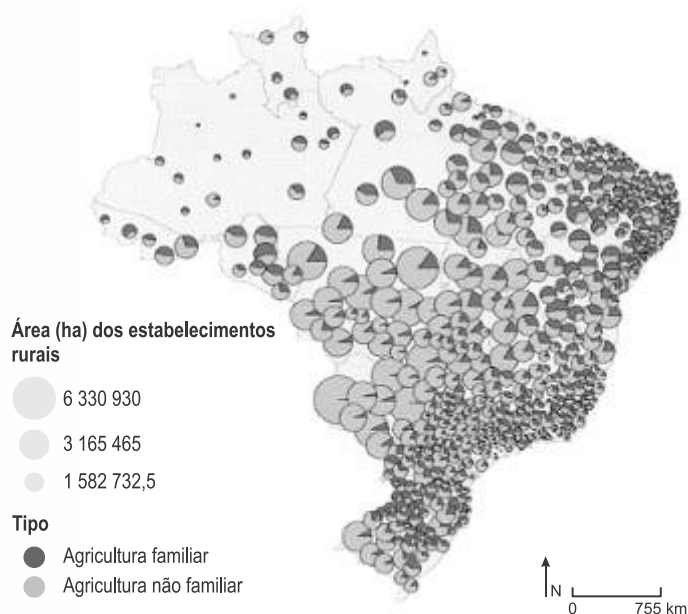 Área (ha) dos estabelecimentos
rurais
6 330 930
3 165 465
1 582 732,5
Tipo
Agricultura familiar
Agricultura não familiar
N
0 755 km